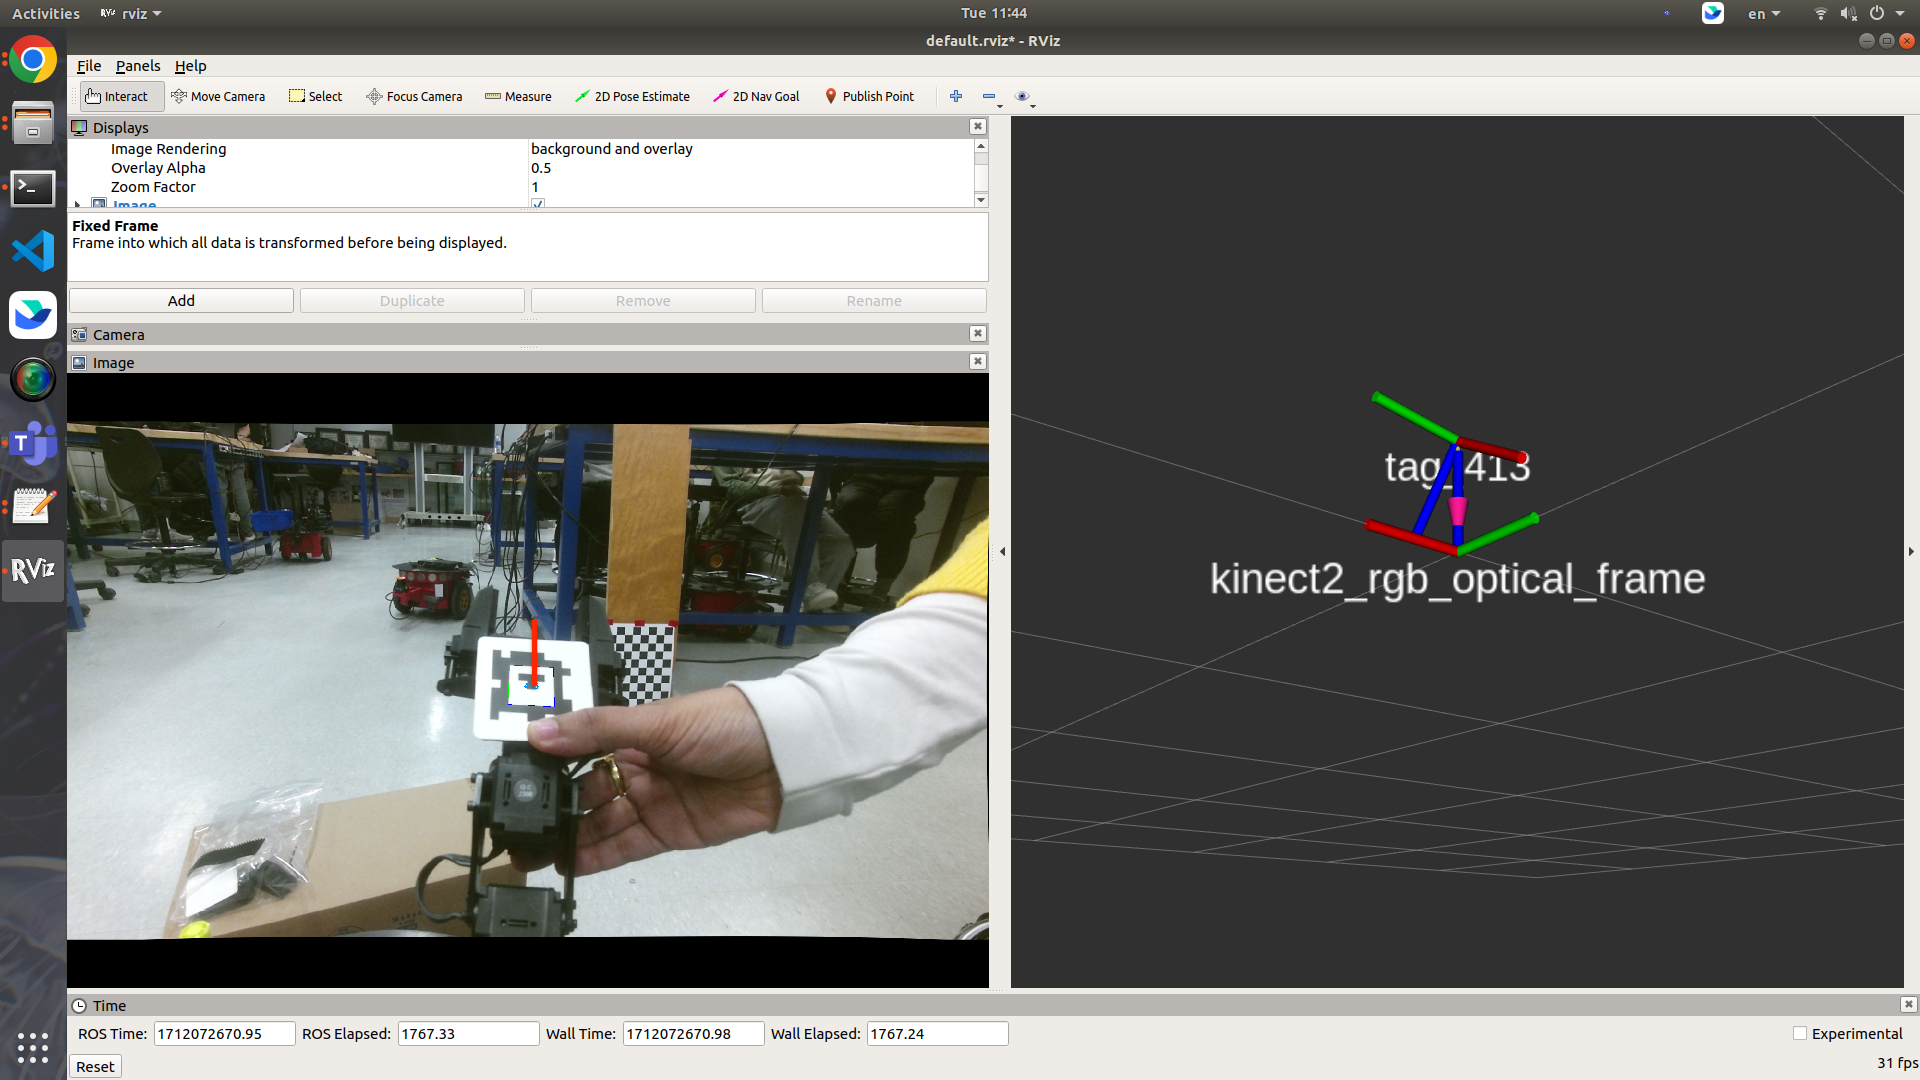 Activities
RViz rviz
Tue 11:44
en
default.rviz* - RViz
File Panels Help
Interact Move Camera Select Focus Camera Measure 2D Pose Estimate 2D Nav Goal Publish Point
Displays
Image Rendering background and overlay
Overlay Alpha 0.5
Zoom Factor 1
Image
Fixed Frame
Frame into which all data is transformed before being displayed.
Add Duplicate Remove Rename
Camera
Image
T
RViz
tag_413
kinect2_rgb_optical_frame
Time
ROS Time: 1712072670.95 ROS Elapsed: 1767.33 Wall Time: 1712072670.98 Wall Elapsed: 1767.24 Experimental
Reset 31 fps